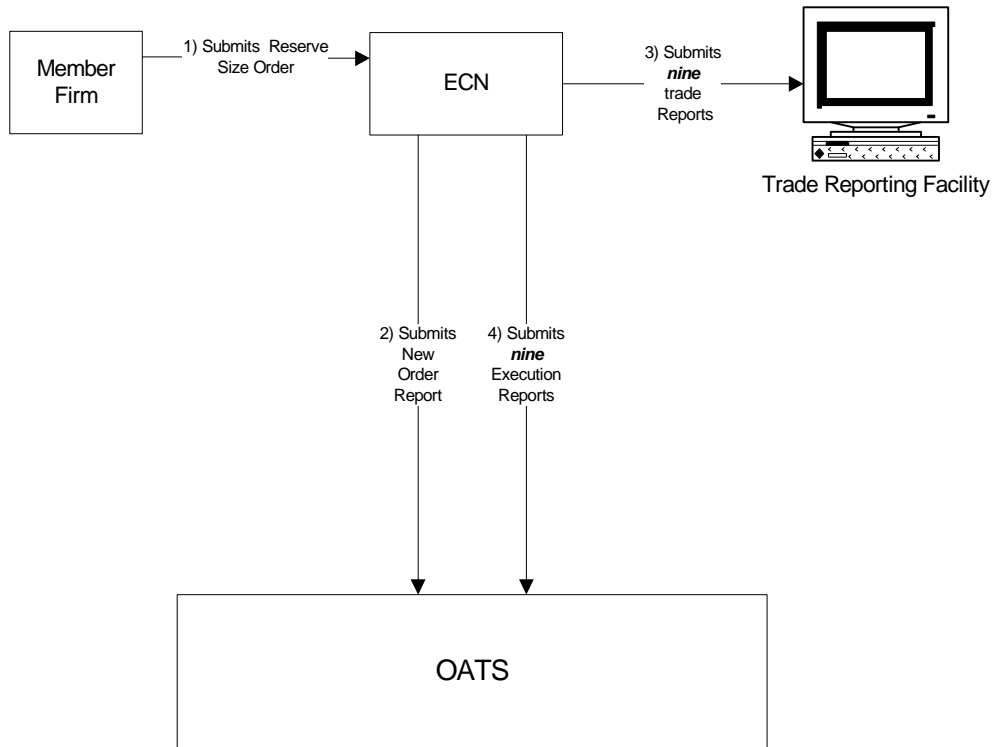 Member
Firm
1) Submits Reserve
Size Order
ECN
3) Submits
nine
trade
Reports
Trade Reporting Facility
2) Submits
New
Order
Report
4) Submits
nine
Execution
Reports
OATS